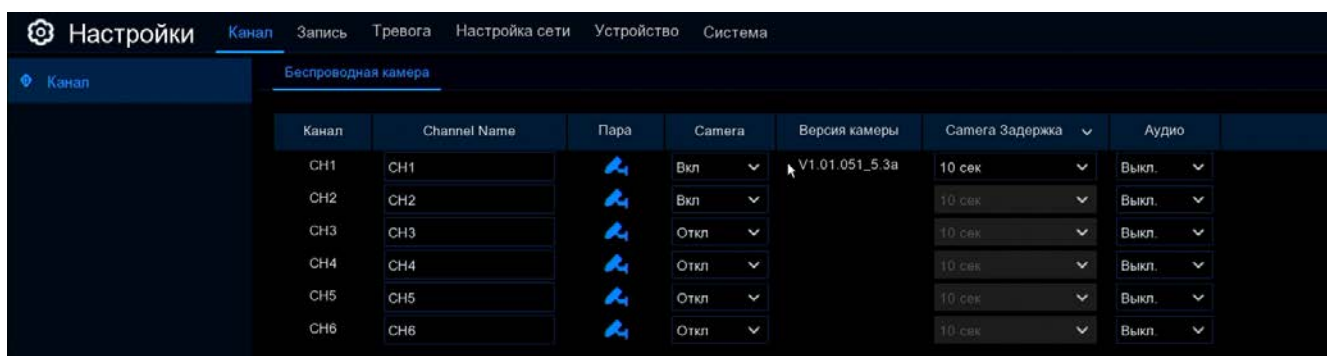 Настройки Канал Запись Тревога Настройка сети Устройство Система
Канал Беспроводная камера
Канал Channel Name Пара Camera Версия камеры Camera Задержка Аудио
CH1 CH1 Вкл V1.01.051_5.3a 10 сек Выкл.
CH2 CH2 Вкл 10 сек Выкл.
CH3 CH3 Откл 10 сек Выкл.
CH4 CH4 Откл 10 сек Выкл.
CH5 CH5 Откл 10 сек Выкл.
CH6 CH6 Откл 10 сек Выкл.